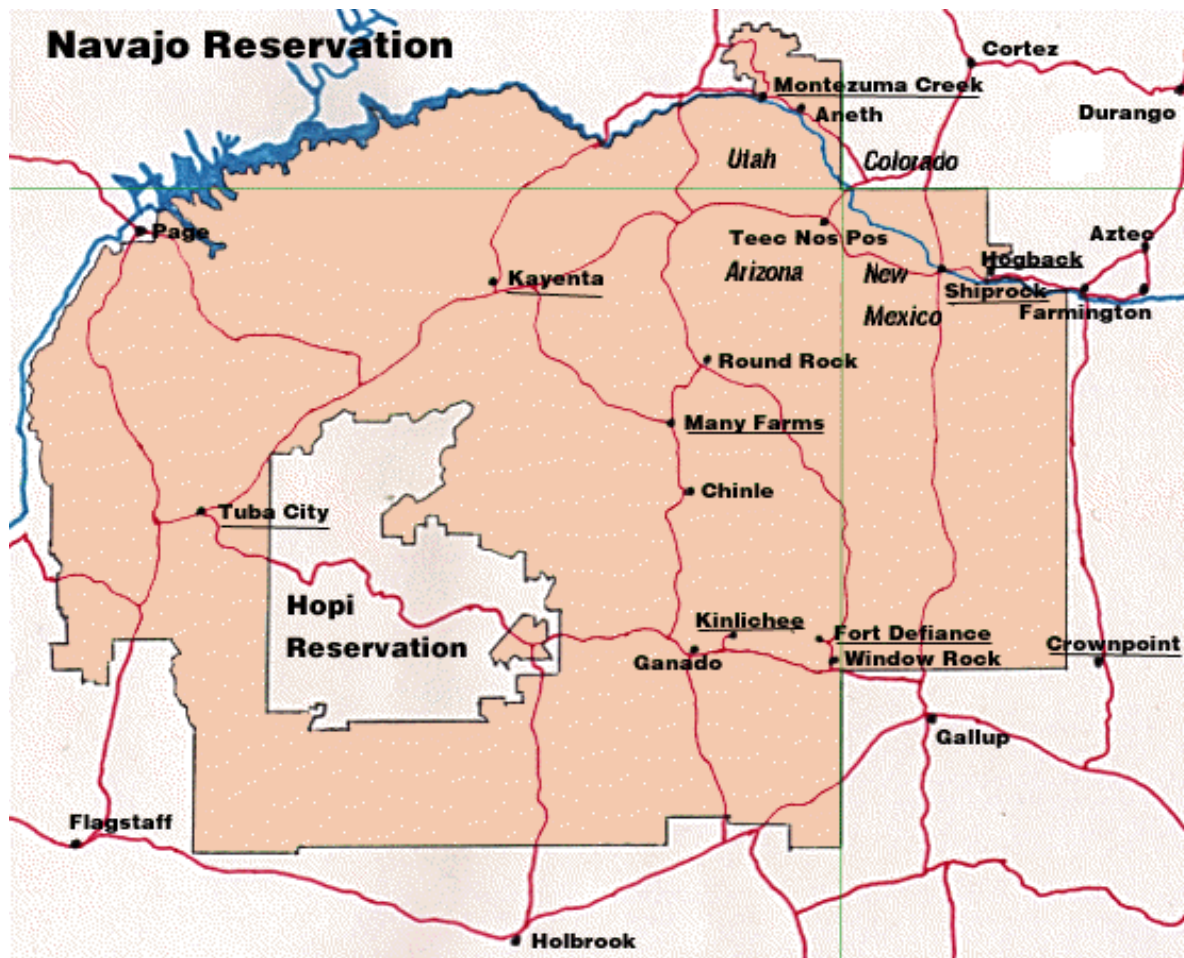 Navajo Reservation
Cortez
Montezuma Creek
Durango
Aneth
Utah
Colorado
Page
Teec Nos Pos
Aztec
Hogback
Arizona
New
Kayenta
Shiprock
Mexico
Farmington
Round Rock
Many Farms
Chinle
Tuba City
Hopi
Reservation
Kinlichee
Fort Defiance
Crownpoint
Ganado
Window Rock
Gallup
Flagstaff
Holbrook